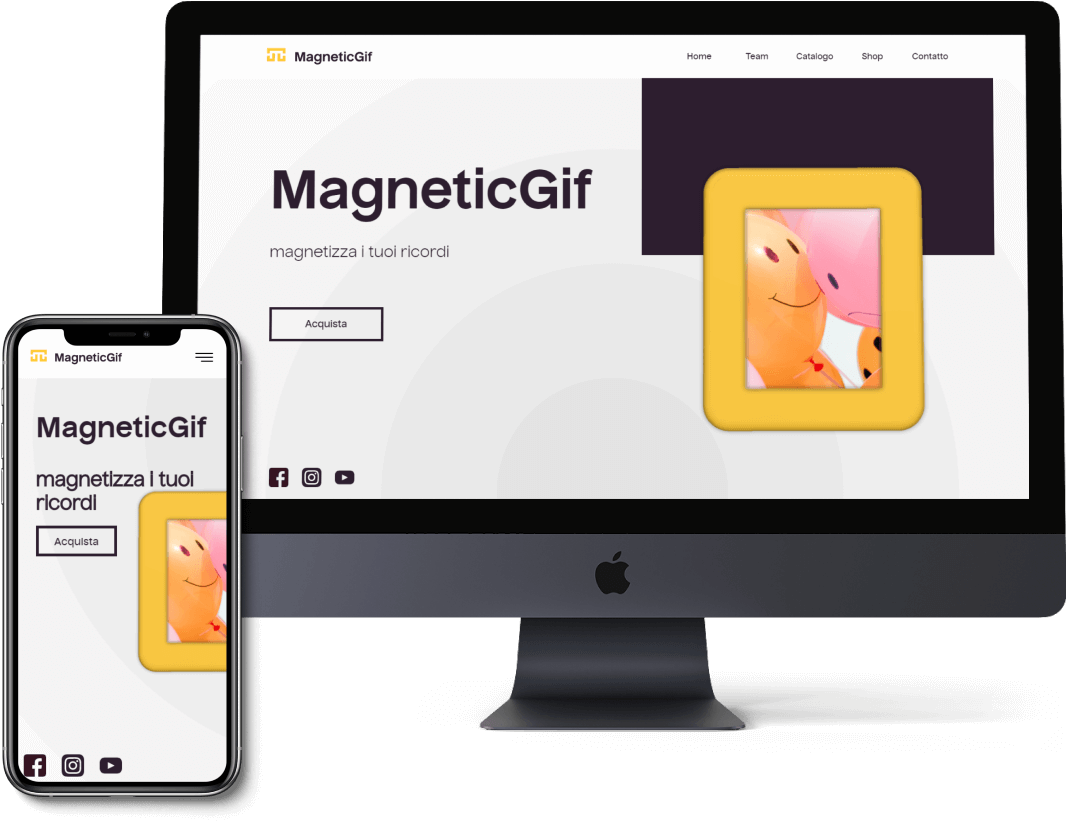 MagneticGif
Home Team Catalogo Shop Contatto
MagneticGif
magnetizza i tuoi ricordi
Acquista
MagneticGif
MagneticGif
magnetizza i tuoi
ricordi
Acquista